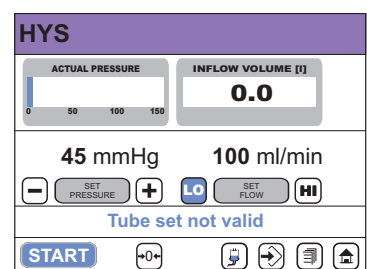 HYS
ACTUAL PRESSURE
0 50 100 150
INFLOW VOLUME [l]
0.0
45 mmHg 100 ml/min
− SET PRESSURE + LO SET FLOW HI
Tube set not valid
START →0←